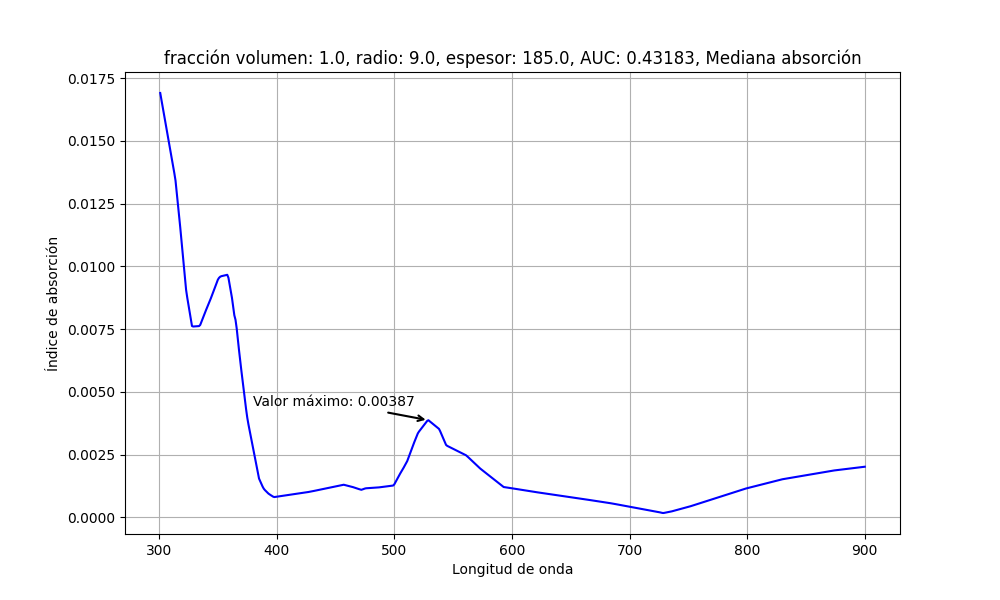 fracción volumen: 1.0, radio: 9.0, espesor: 185.0, AUC: 0.43183, Mediana absorción
0.0175
0.0150
0.0125
0.0100
0.0075
0.0050
0.0025
0.0000
Índice de absorción
Valor máximo: 0.00387
300 400 500 600 700 800 900
Longitud de onda